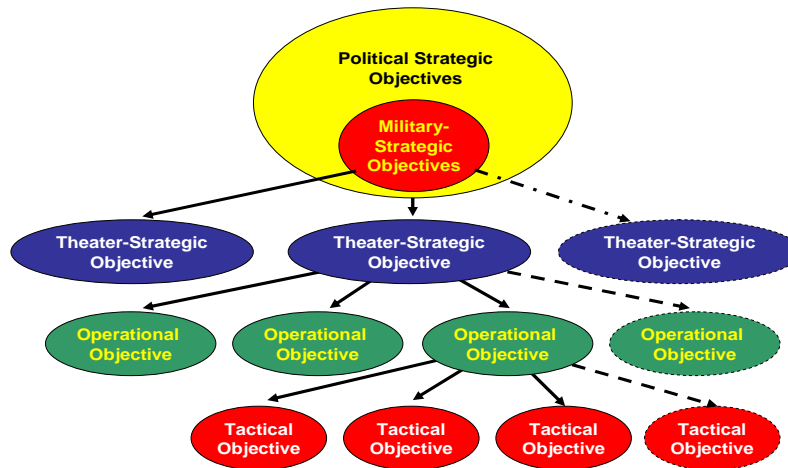 Political Strategic
Objectives
Military-
Strategic
Objectives
Theater-Strategic
Objective
Theater-Strategic
Objective
Theater-Strategic
Objective
Operational
Objective
Operational
Objective
Operational
Objective
Operational
Objective
Tactical
Objective
Tactical
Objective
Tactical
Objective
Tactical
Objective